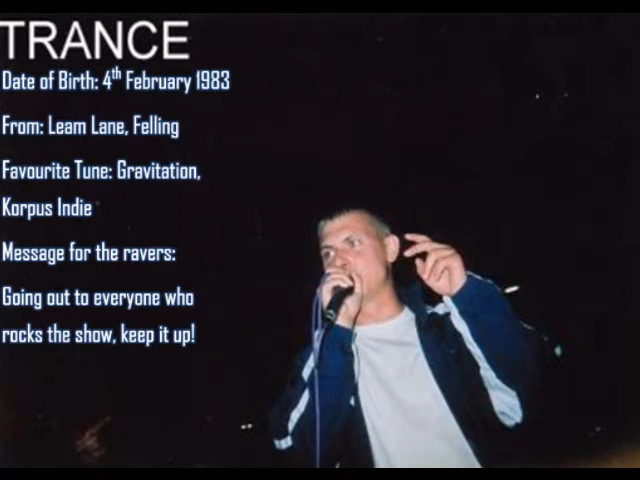 TRANCE
Date of Birth: 4th February 1983
From: Leam Lane, Felling
Favourite Tune: Gravitation,
Korpus Indie
Message for the ravers:
Going out to everyone who
rocks the show, keep it up!